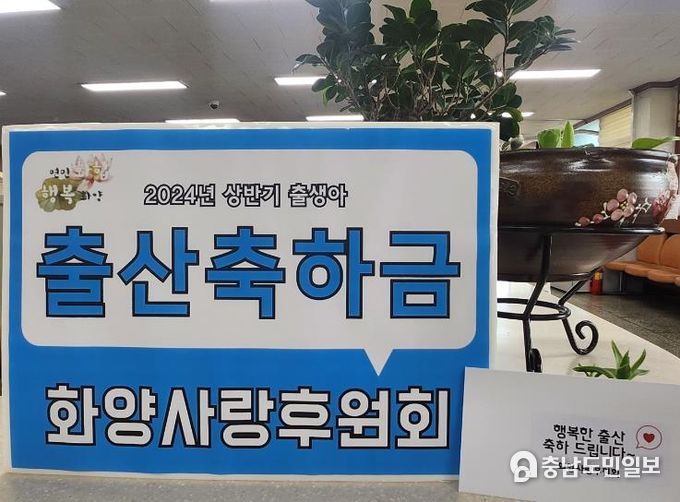 행복
화양
2024년 상반기 출생아
출산축하금
화양사랑후원회
행복한 출산
축하 드립니다~
충남도민일보